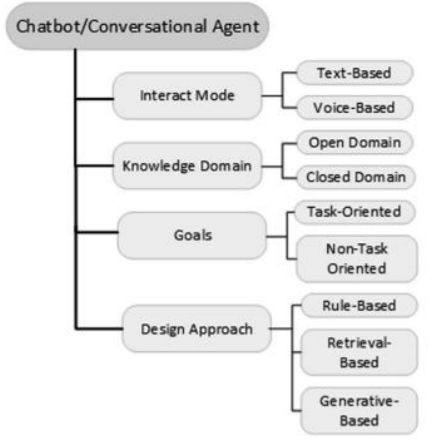 Chatbot/Conversational Agent
Interact Mode
Text-Based
Voice-Based
Knowledge Domain
Open Domain
Closed Domain
Goals
Task-Oriented
Non-Task
Oriented
Design Approach
Rule-Based
Retrieval-
Based
Generative-
Based